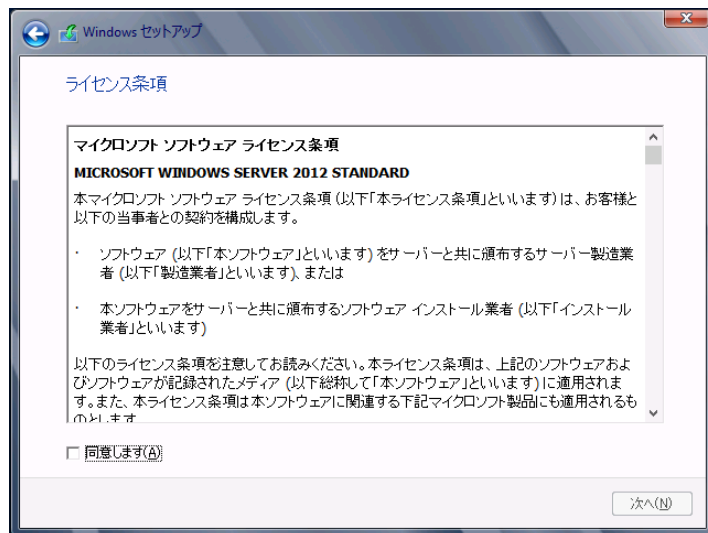 Windows セットアップ
ライセンス条項
マイクロソフト ソフトウェア ライセンス条項
MICROSOFT WINDOWS SERVER 2012 STANDARD
本マイクロソフト ソフトウェア ライセンス条項 (以下「本ライセンス条項」といいます) は、お客様と
以下の当事者との契約を構成します。
・ ソフトウェア (以下「本ソフトウェア」といいます) をサーバーと共に頒布するサーバー製造業
者 (以下「製造業者」といいます)、または
・ 本ソフトウェアをサーバーと共に頒布するソフトウェア インストール業者 (以下「インストール
業者」といいます)
以下のライセンス条項を注意してお読みください。本ライセンス条項は、上記のソフトウェアおよ
びソフトウェアが記録されたメディア (以下総称して「本ソフトウェア」といいます) に適用されま
す。また、本ライセンス条項は本ソフトウェアに関連する下記マイクロソフト製品にも適用されるも
のとします
同意します(A)
次へ(N)